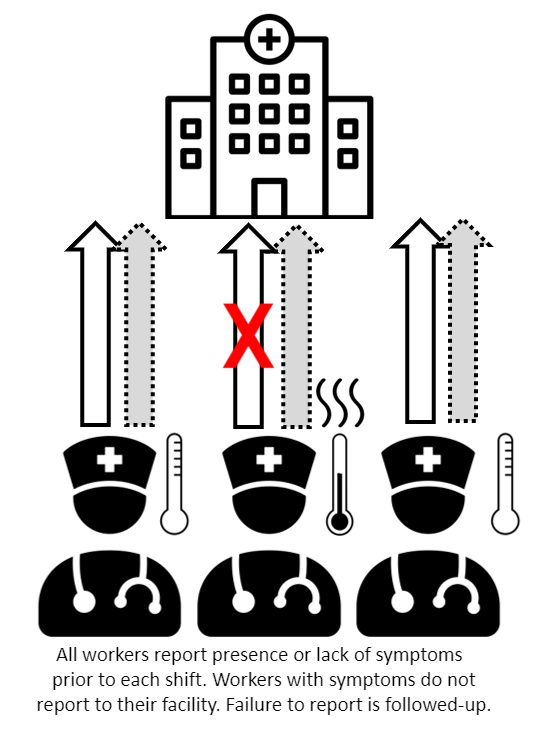 X
All workers report presence or lack of symptoms
prior to each shift. Workers with symptoms do not
report to their facility. Failure to report is followed-up.